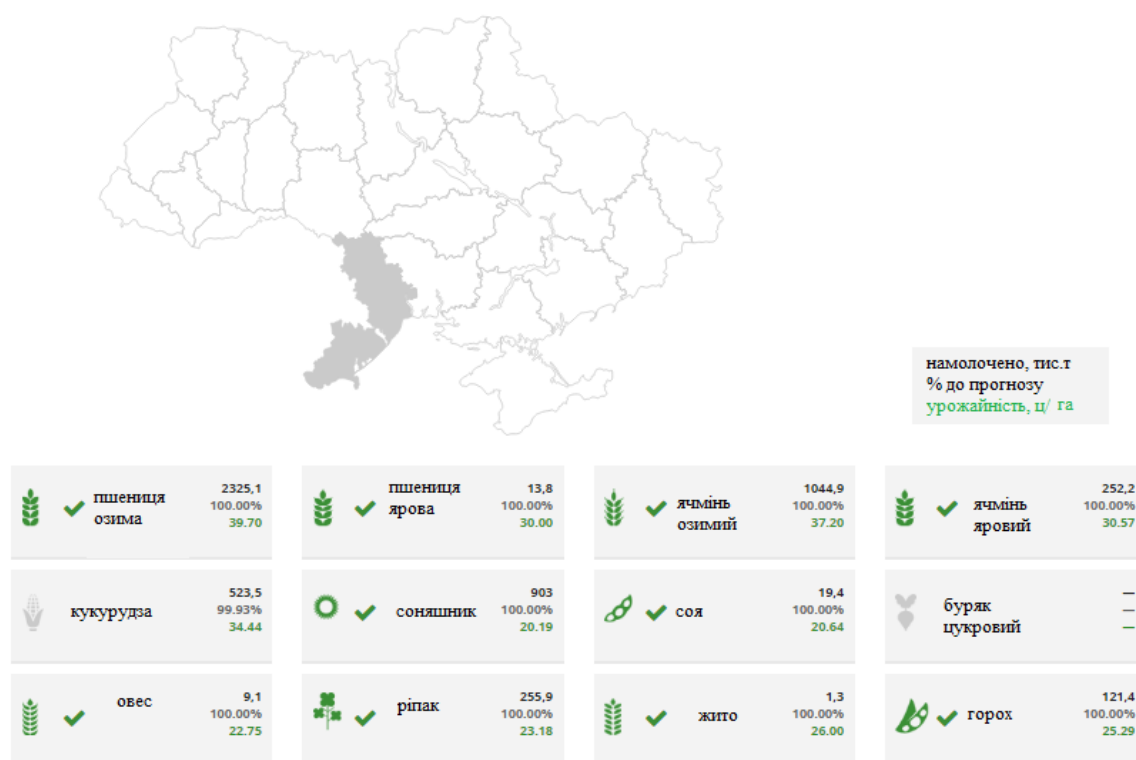 намолочено, тис.т
% до прогнозу
урожайність, ц/ га
пшениця
озима
2325,1
100.00%
39.70
пшениця
ярова
13,8
100.00%
30.00
ячмінь
озимий
1044,9
100.00%
37.20
ячмінь
яровий
252,2
100.00%
30.57
кукурудза
523,5
99.93%
34.44
соняшник
903
100.00%
20.19
соя
19,4
100.00%
20.64
буряк
цукровий
—
—
—
овес
9,1
100.00%
22.75
ріпак
255,9
100.00%
23.18
жито
1,3
100.00%
26.00
горох
121,4
100.00%
25.29